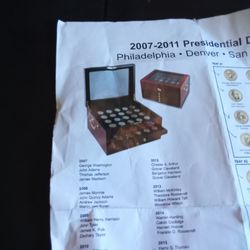 2007-2011 Presidential D
Philadelphia • Denver • San
2007
George Washington
John Adams
Thomas Jefferson
James Madison
2008
James Monroe
John Quincy Adams
Andrew Jackson
Martin Van Buren
2009
William Henry Harrison
John Tyler
James K. Polk
Zachary Taylor
2010
2012
Chester A. Arthur
Grover Cleveland
Benjamin Harrison
Grover Cleveland
2013
William McKinley
Theodore Roosevelt
William Howard Taft
Woodrow Wilson
2014
Warren Harding
Calvin Coolidge
Herbert Hoover
Franklin D. Roosevelt
2015
Harry S. Truman